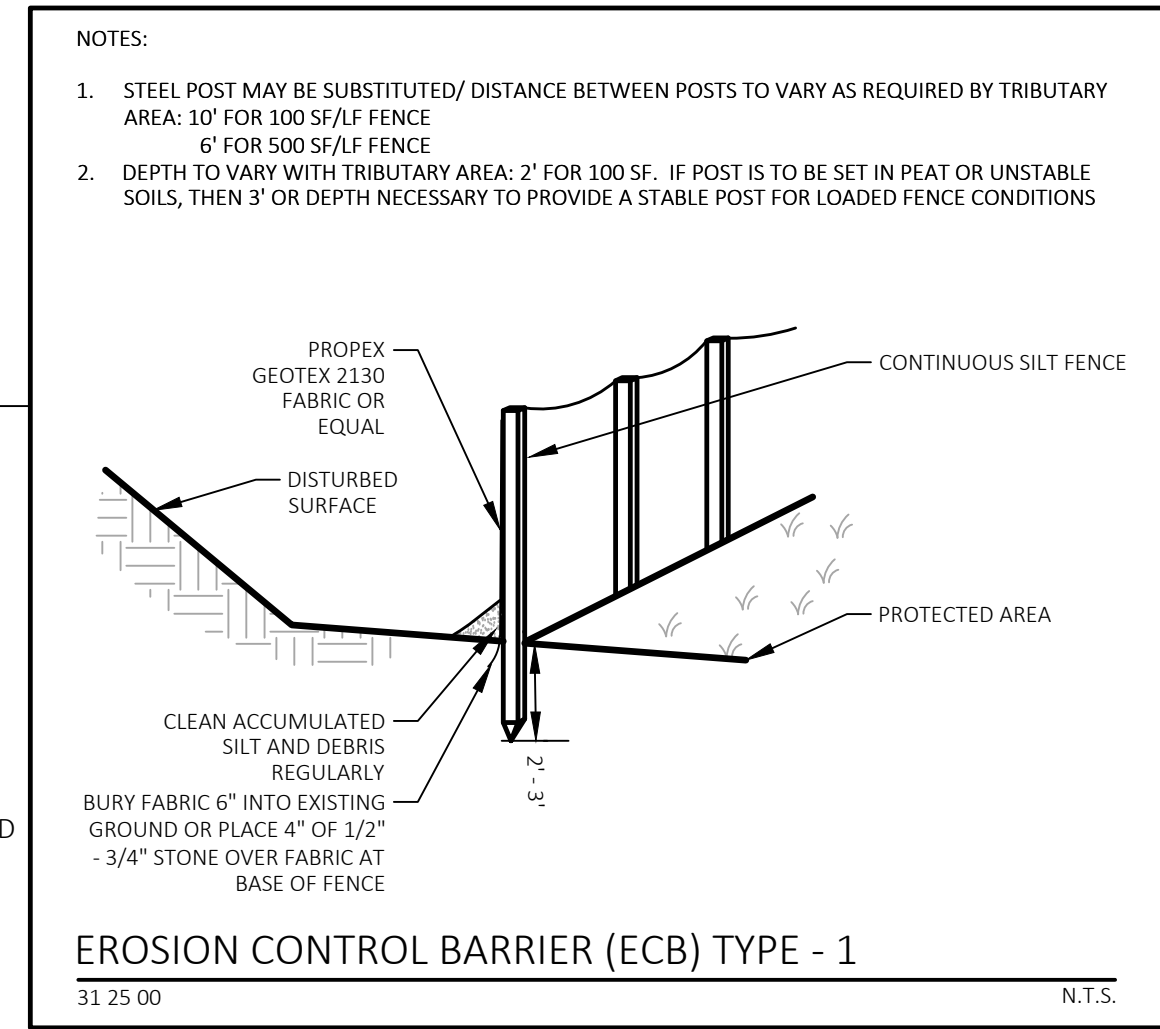 NOTES:
1. STEEL POST MAY BE SUBSTITUTED/ DISTANCE BETWEEN POSTS TO VARY AS REQUIRED BY TRIBUTARY
AREA: 10' FOR 100 SF/LF FENCE
6' FOR 500 SF/LF FENCE
2. DEPTH TO VARY WITH TRIBUTARY AREA: 2' FOR 100 SF. IF POST IS TO BE SET IN PEAT OR UNSTABLE
SOILS, THEN 3' OR DEPTH NECESSARY TO PROVIDE A STABLE POST FOR LOADED FENCE CONDITIONS
PROPEX
GEOTEX 2130
FABRIC OR
EQUAL
CONTINUOUS SILT FENCE
DISTURBED
SURFACE
PROTECTED AREA
CLEAN ACCUMULATED
SILT AND DEBRIS
REGULARLY
2' - 3'
BURY FABRIC 6" INTO EXISTING
GROUND OR PLACE 4" OF 1/2"
- 3/4" STONE OVER FABRIC AT
BASE OF FENCE
D
EROSION CONTROL BARRIER (ECB) TYPE - 1
31 25 00
N.T.S.